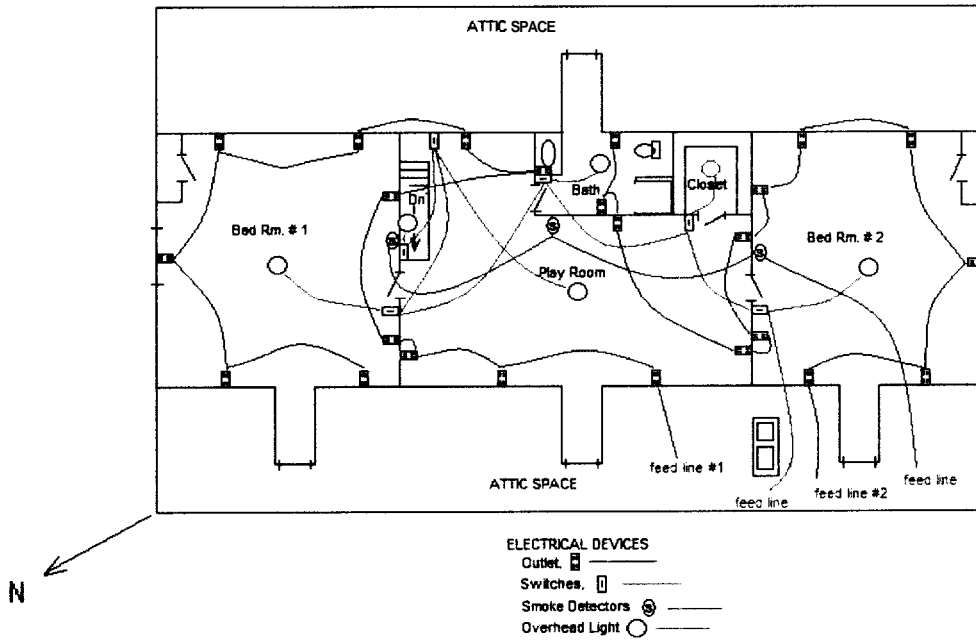 ATTIC SPACE
Bath
Closet
Dn
Bed Rm. # 1
Bed Rm. # 2
Play Room
feed line #1
feed line
feed line #2
feed line
ATTIC SPACE
N
ELECTRICAL DEVICES
Outlet,
Switches,
Smoke Detectors
Overhead Light